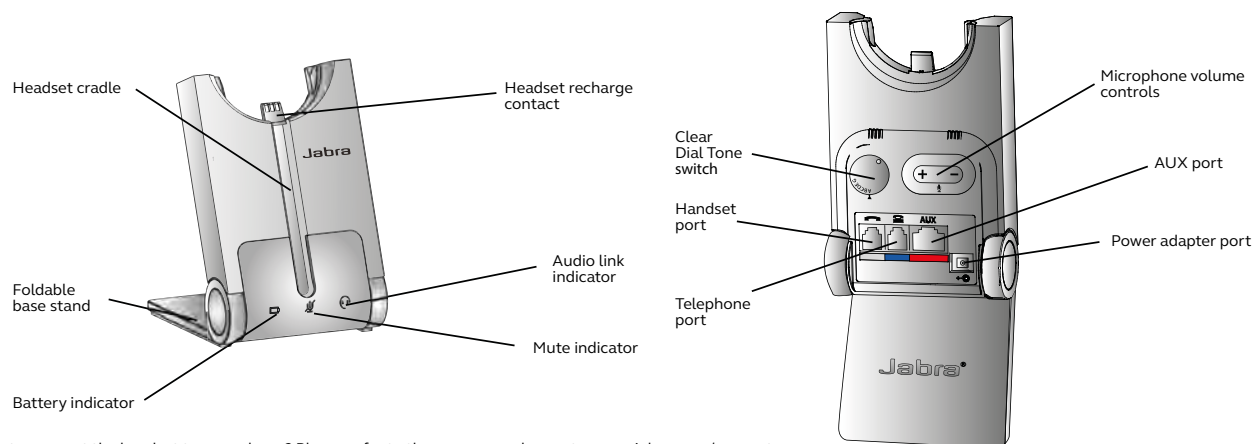 Headset cradle
Headset recharge
contact
Jabra
Foldable
base stand
Audio link
indicator
Mute indicator
Battery indicator
Microphone volume
controls
Clear
Dial Tone
switch
AUX port
+ −
Handset
port
AUX
Power adapter port
Telephone
port
Jabra®